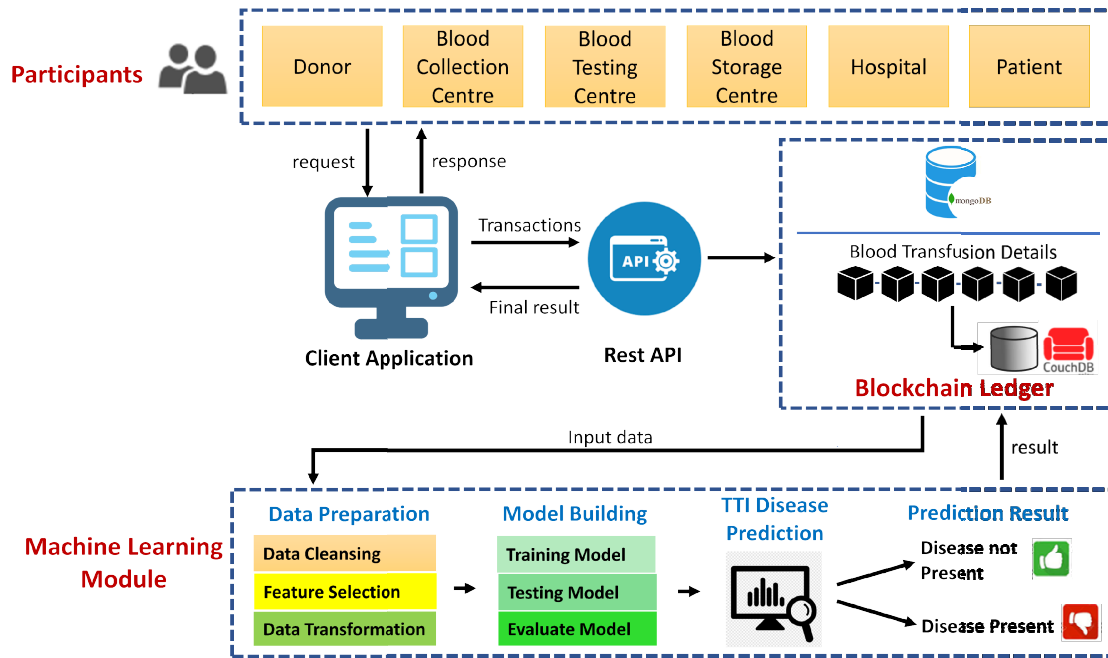 Participants
Donor
Blood
Collection
Centre
Blood
Testing
Centre
Blood
Storage
Centre
Hospital
Patient
request
response
mongoDB
Transactions
API
Final result
Blood Transfusion Details
Client Application
Rest API
CouchDB
Blockchain Ledger
Input data
result
Machine Learning
Module
Data Preparation
Data Cleansing
Feature Selection
Data Transformation
Model Building
Training Model
Testing Model
Evaluate Model
TTI Disease
Prediction
Prediction Result
Disease not
Present
Disease Present